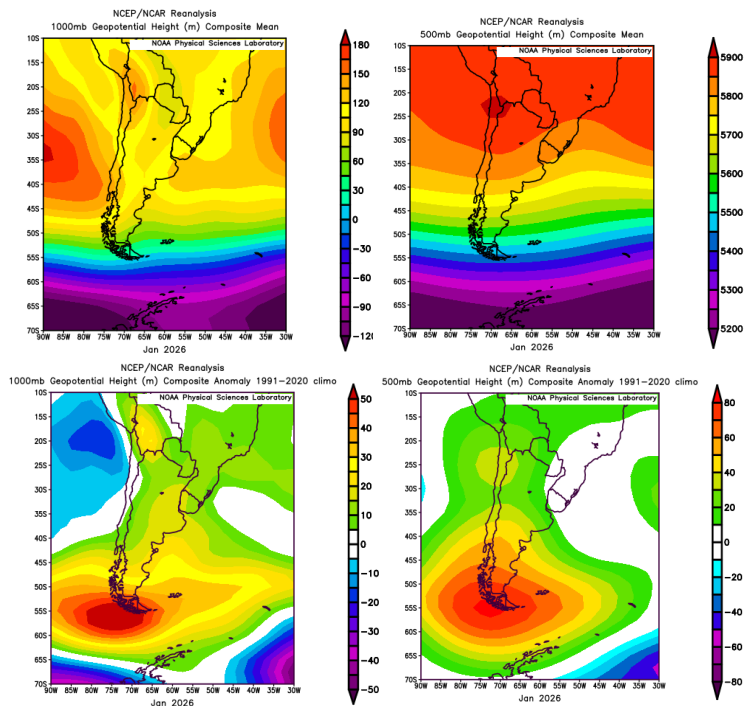 NCEP/NCAR Reanalysis
1000mb Geopotential Height (m) Composite Mean
NOAA Physical Sciences Laboratory
10S
15S
20S
25S
30S
35S
40S
45S
50S
55S
60S
65S
70S
90W 85W 80W 75W 70W 65W 60W 55W 50W 45W 40W 35W 30W
Jan 2026
180
150
120
90
60
30
0
−30
−60
−90
−120
NCEP/NCAR Reanalysis
500mb Geopotential Height (m) Composite Mean
NOAA Physical Sciences Laboratory
10S
15S
20S
25S
30S
35S
40S
45S
50S
55S
60S
65S
70S
90W 85W 80W 75W 70W 65W 60W 55W 50W 45W 40W 35W 30W
Jan 2026
5900
5800
5700
5600
5500
5400
5300
5200
NCEP/NCAR Reanalysis
1000mb Geopotential Height (m) Composite Anomaly 1991−2020 climo
NOAA Physical Sciences Laboratory
10S
15S
20S
25S
30S
35S
40S
45S
50S
55S
60S
65S
70S
90W 85W 80W 75W 70W 65W 60W 55W 50W 45W 40W 35W 30W
Jan 2026
50
40
30
20
10
0
−10
−20
−30
−40
−50
NCEP/NCAR Reanalysis
500mb Geopotential Height (m) Composite Anomaly 1991−2020 climo
NOAA Physical Sciences Laboratory
10S
15S
20S
25S
30S
35S
40S
45S
50S
55S
60S
65S
70S
90W 85W 80W 75W 70W 65W 60W 55W 50W 45W 40W 35W 30W
Jan 2026
80
60
40
20
0
−20
−40
−60
−80